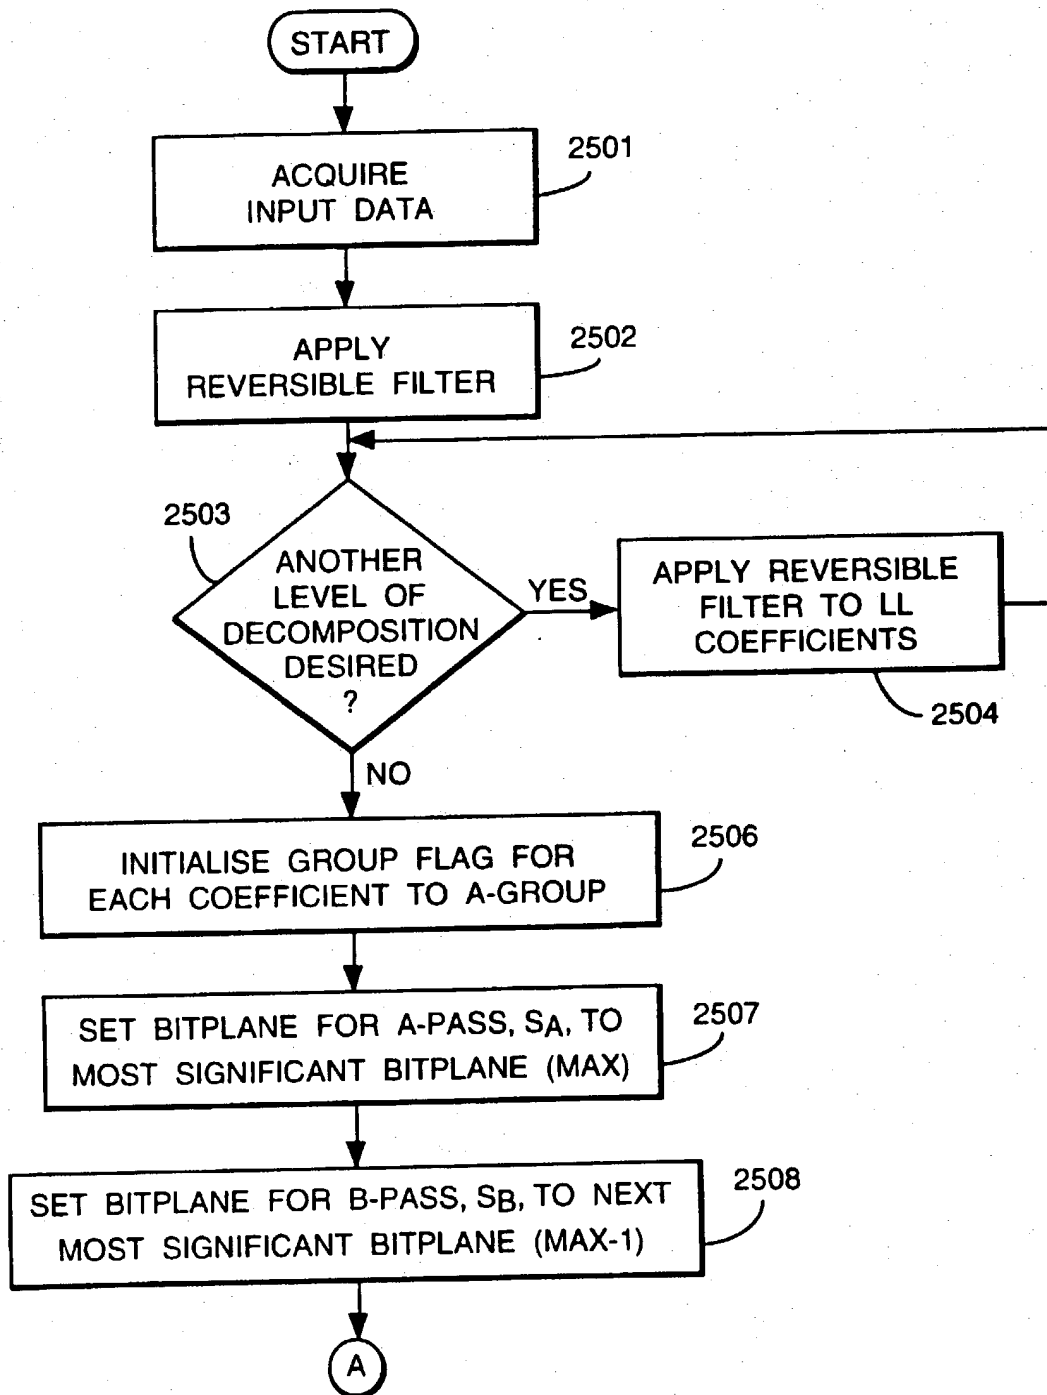 START
ACQUIRE
INPUT DATA
2501
APPLY
REVERSIBLE FILTER
2502
2503
ANOTHER
LEVEL OF
DECOMPOSITION
DESIRED
?
YES
APPLY REVERSIBLE
FILTER TO LL
COEFFICIENTS
2504
NO
INITIALISE GROUP FLAG FOR
EACH COEFFICIENT TO A-GROUP
2506
SET BITPLANE FOR A-PASS, SA, TO
MOST SIGNIFICANT BITPLANE (MAX)
2507
SET BITPLANE FOR B-PASS, SB, TO NEXT
MOST SIGNIFICANT BITPLANE (MAX-1)
2508
A